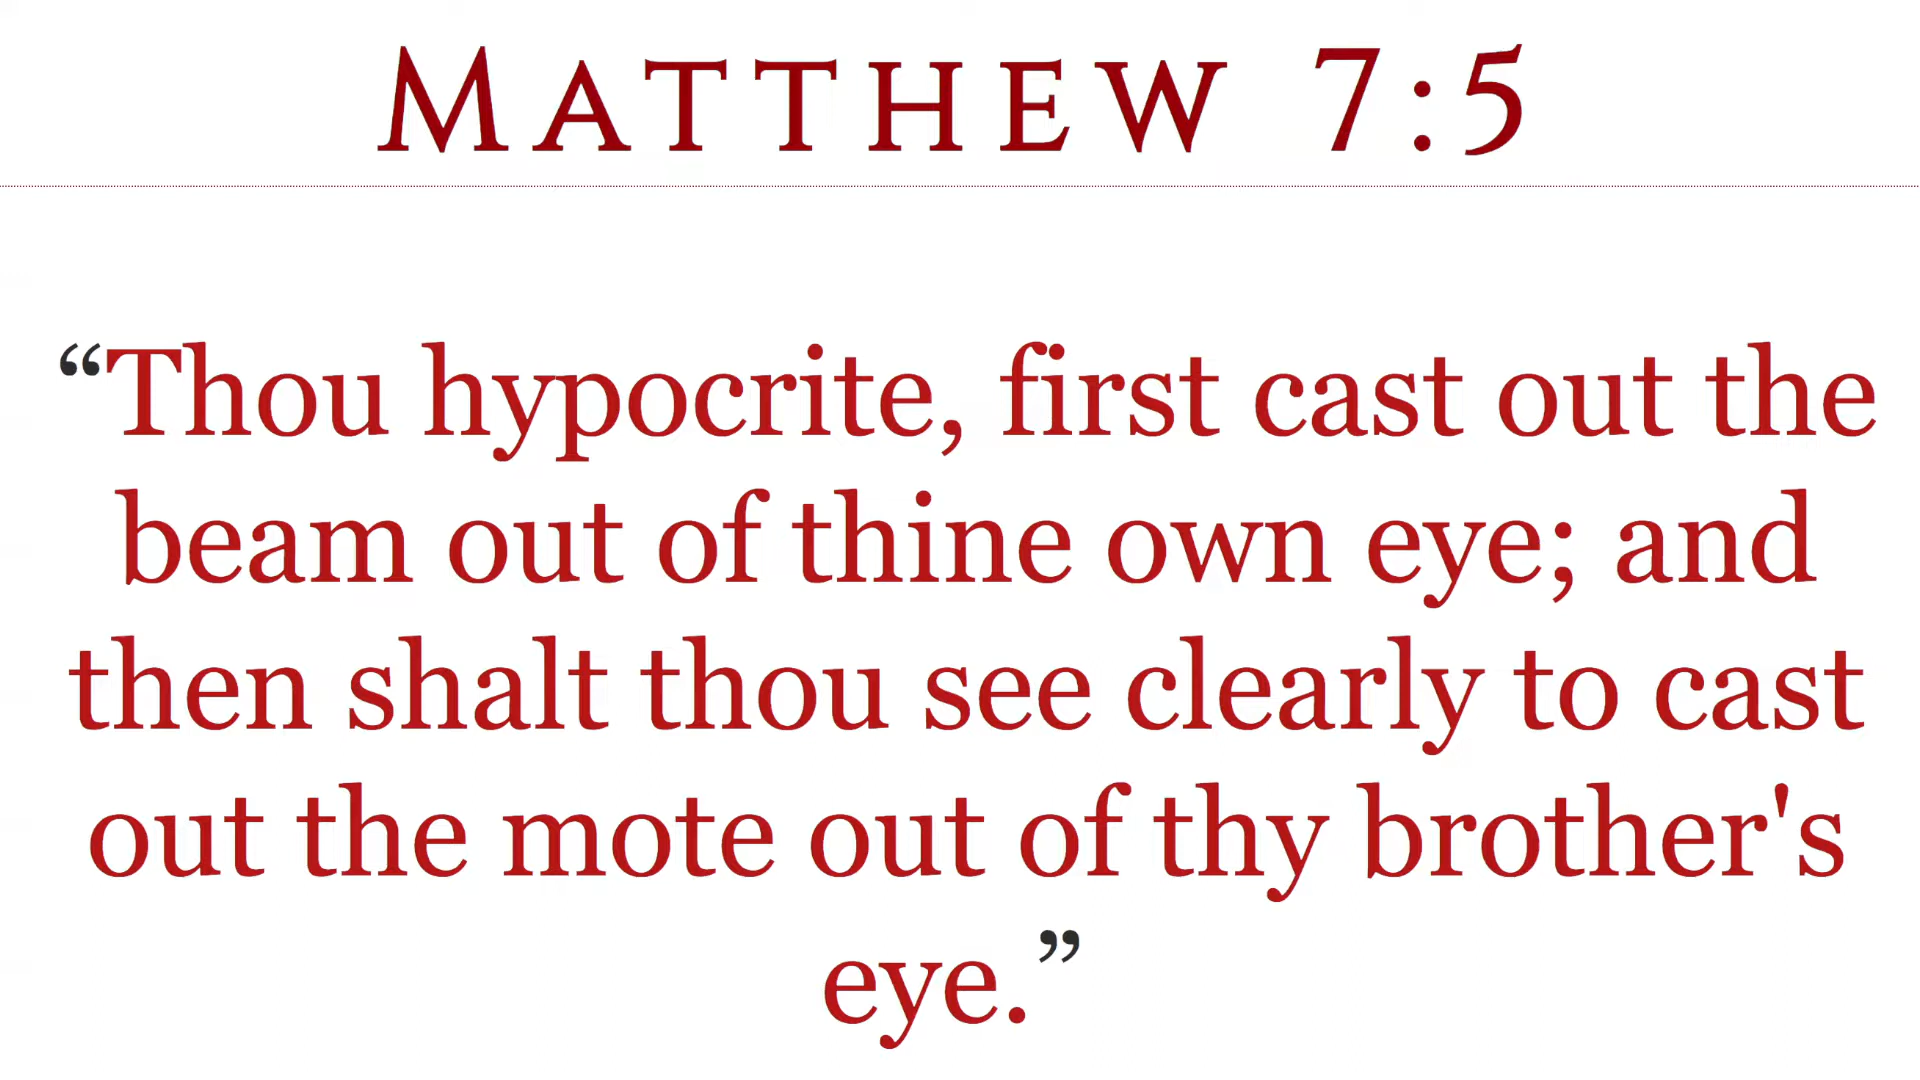 MATTHEW 7:5
“Thou hypocrite, first cast out the
beam out of thine own eye; and
then shalt thou see clearly to cast
out the mote out of thy brother's
eye.”